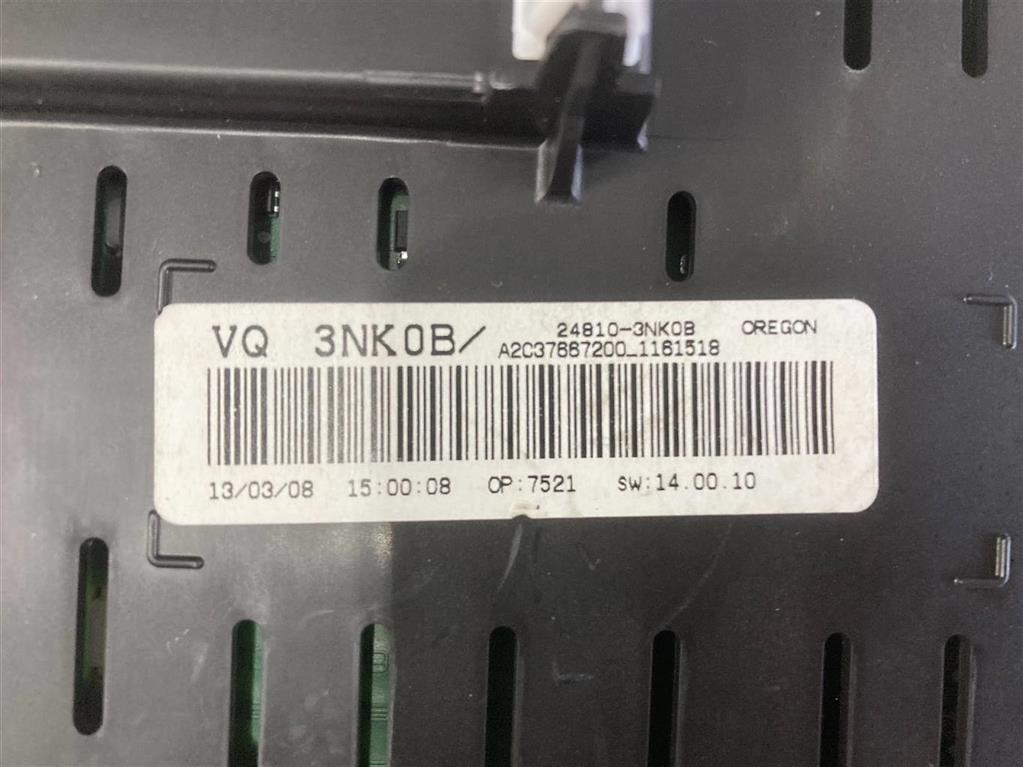 VQ 3NK0B/ 24810-3NK0B OREGON
A2C37667200_1161518
13/03/08 15:00:08 OP:7521 SW:14.00.10